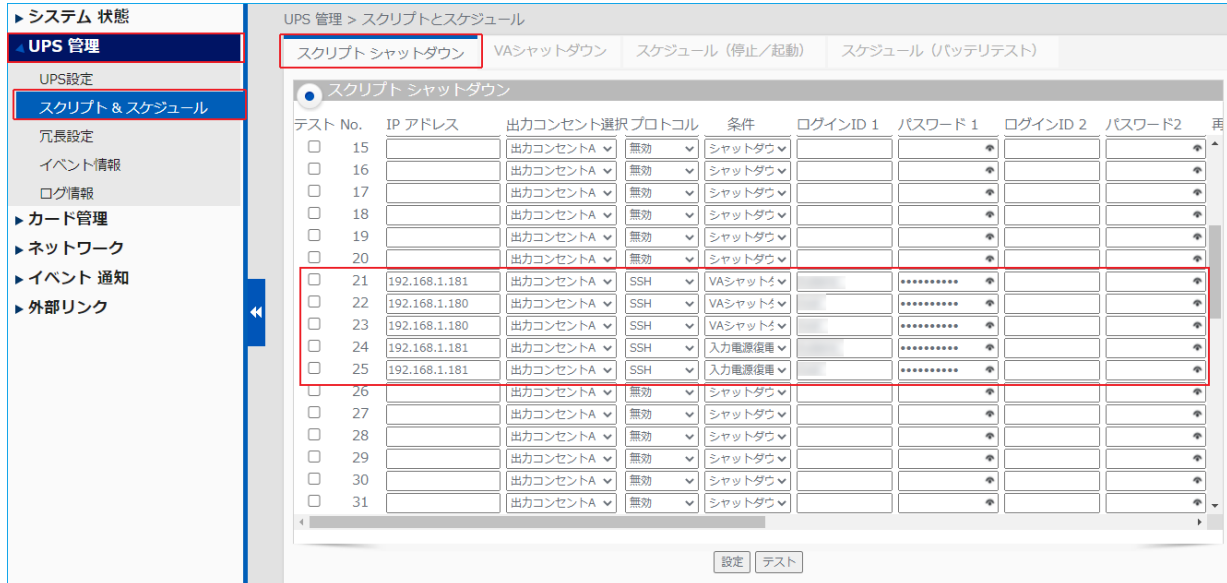 システム 状態
UPS 管理
UPS設定
スクリプト & スケジュール
冗長設定
イベント情報
ログ情報
カード管理
ネットワーク
イベント 通知
外部リンク
UPS 管理 > スクリプトとスケジュール
スクリプト シャットダウン VAシャットダウン スケジュール（停止／起動） スケジュール（バッテリテスト）
スクリプト シャットダウン
テスト No. IP アドレス 出力コンセント選択 プロトコル 条件 ログインID 1 パスワード 1 ログインID 2 パスワード2 再
15 出力コンセントA 無効 シャットダウ
16 出力コンセントA 無効 シャットダウ
17 出力コンセントA 無効 シャットダウ
18 出力コンセントA 無効 シャットダウ
19 出力コンセントA 無効 シャットダウ
20 出力コンセントA 無効 シャットダウ
21 192.168.1.181 出力コンセントA SSH VAシャット ••••••••••
22 192.168.1.180 出力コンセントA SSH VAシャット ••••••••••
23 192.168.1.180 出力コンセントA SSH VAシャット ••••••••••
24 192.168.1.181 出力コンセントA SSH 入力電源復電 ••••••••••
25 192.168.1.181 出力コンセントA SSH 入力電源復電 ••••••••••
26 出力コンセントA 無効 シャットダウ
27 出力コンセントA 無効 シャットダウ
28 出力コンセントA 無効 シャットダウ
29 出力コンセントA 無効 シャットダウ
30 出力コンセントA 無効 シャットダウ
31 出力コンセントA 無効 シャットダウ
設定 テスト